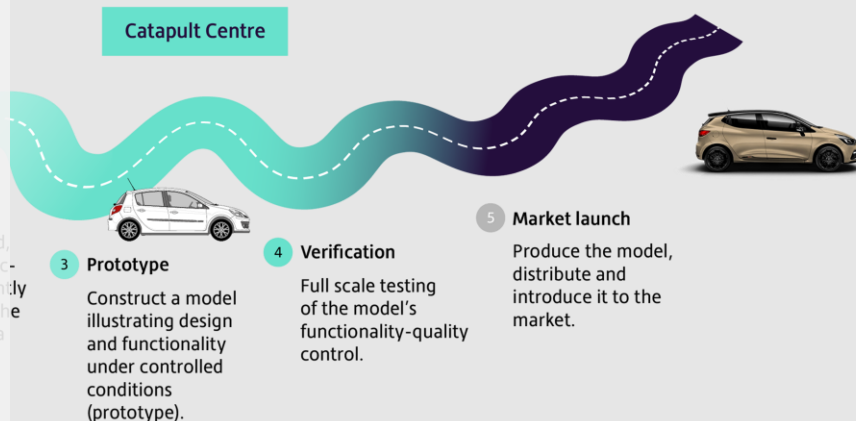 Catapult Centre
3 Prototype
Construct a model
illustrating design
and functionality
under controlled
conditions
(prototype).
4 Verification
Full scale testing
of the model's
functionality-quality
control.
5 Market launch
Produce the model,
distribute and
introduce it to the
market.